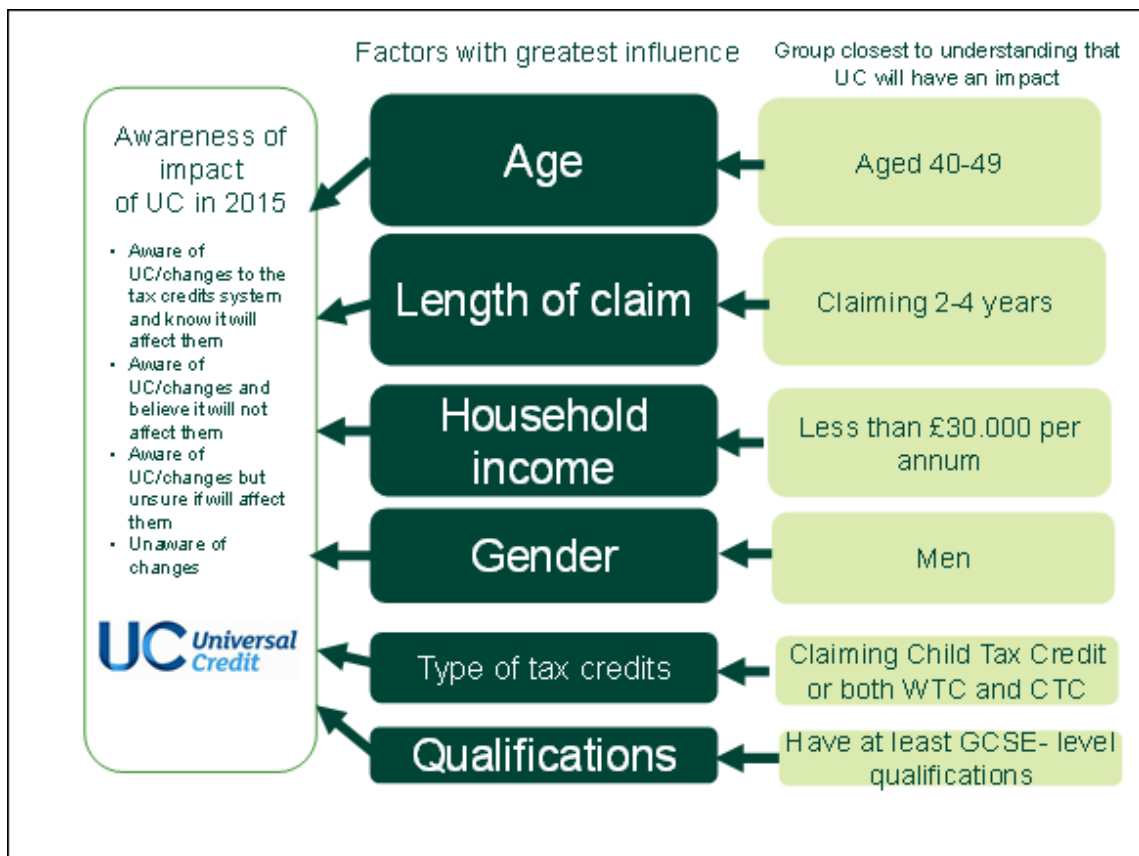 Factors with greatest influence
Group closest to understanding that
UC will have an impact
Awareness of
impact
of UC in 2015
• Aware of
UC/changes to the
tax credits system
and know it will
affect them
• Aware of
UC/changes and
believe it will not
affect them
• Aware of
UC/changes but
unsure if will affect
them
• Unaware of
changes
UC Universal
Credit
Age
Aged 40-49
Length of claim
Claiming 2-4 years
Household
income
Less than £30.000 per
annum
Gender
Men
Type of tax credits
Claiming Child Tax Credit
or both WTC and CTC
Qualifications
Have at least GCSE- level
qualifications